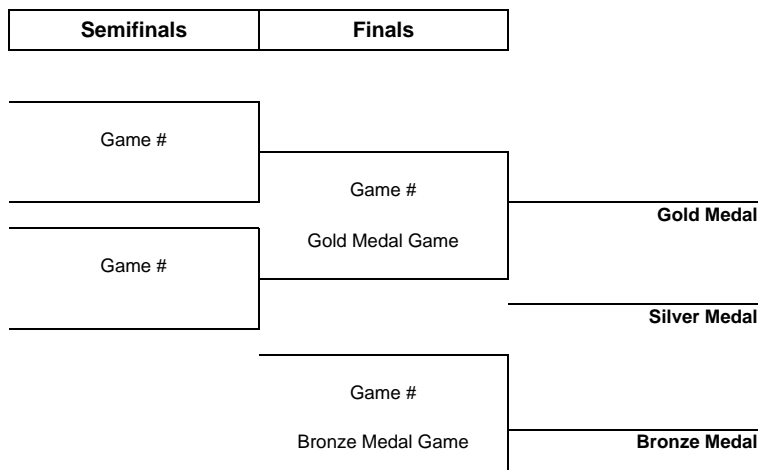 Semifinals Finals
Game #
Game #
Gold Medal
Gold Medal Game
Game #
Silver Medal
Game #
Bronze Medal Game Bronze Medal